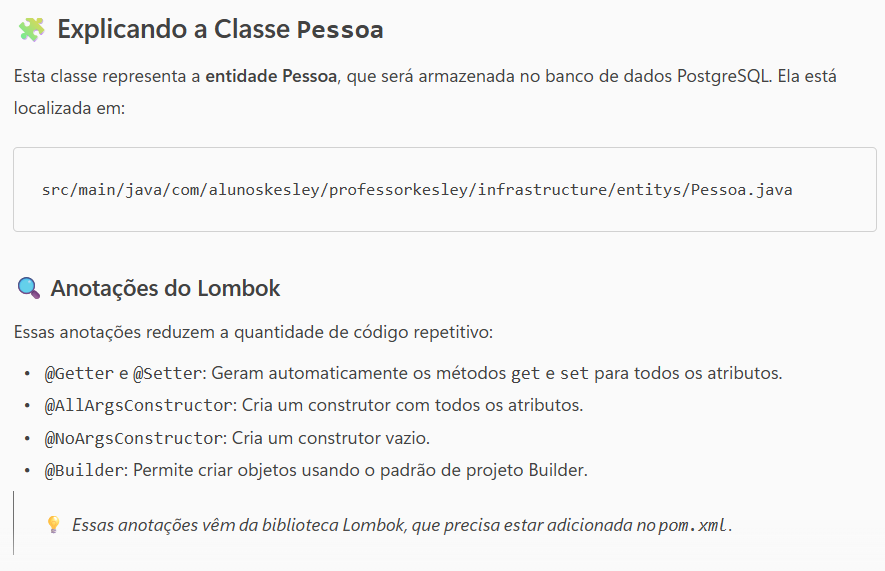 Explicando a Classe Pessoa
Esta classe representa a entidade Pessoa, que será armazenada no banco de dados PostgreSQL. Ela está
localizada em:
src/main/java/com/alunoskesley/professorkesley/infrastructure/entitys/Pessoa.java
Anotações do Lombok
Essas anotações reduzem a quantidade de código repetitivo:
• @Getter e @Setter: Geram automaticamente os métodos get e set para todos os atributos.
• @AllArgsConstructor: Cria um construtor com todos os atributos.
• @NoArgsConstructor: Cria um construtor vazio.
• @Builder: Permite criar objetos usando o padrão de projeto Builder.
Essas anotações vêm da biblioteca Lombok, que precisa estar adicionada no pom.xml.